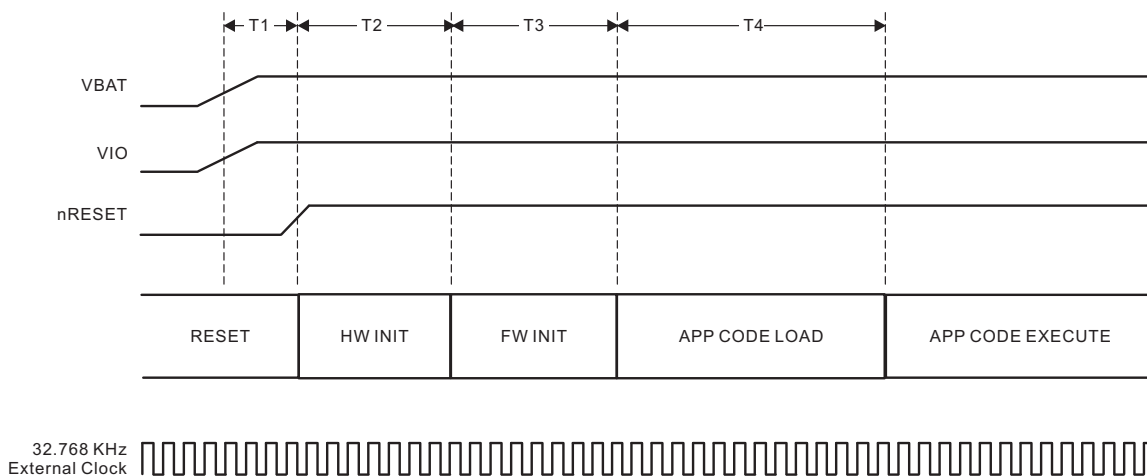 T1 T2 T3 T4
VBAT
VIO
nRESET
RESET HW INIT FW INIT APP CODE LOAD APP CODE EXECUTE
32.768 KHz
External Clock